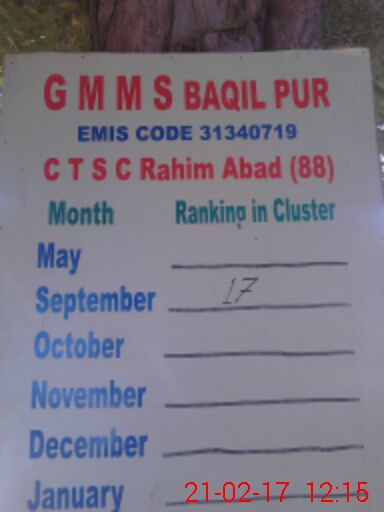 G M M S BAQIL PUR
EMIS CODE 31340719
C T S C Rahim Abad (88)
Month Ranking in Cluster
May
September 17
October
November
December
January
21-02-17 12:15